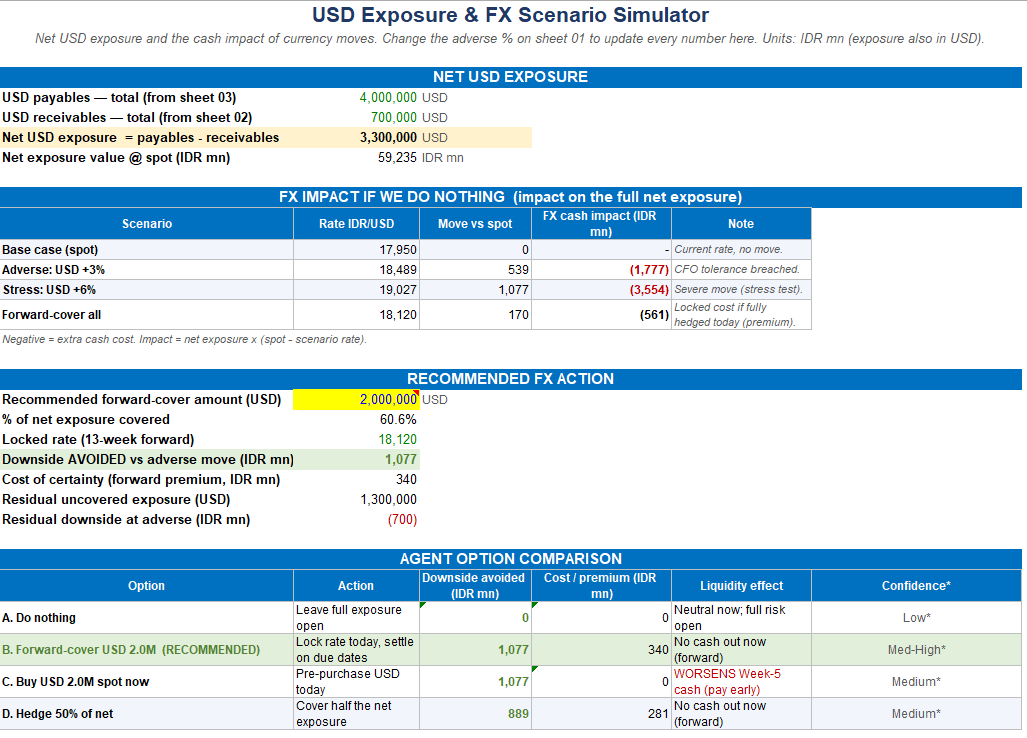 USD Exposure & FX Scenario Simulator
Net USD exposure and the cash impact of currency moves. Change the adverse % on sheet 01 to update every number here. Units: IDR mn (exposure also in USD).
NET USD EXPOSURE
USD payables — total (from sheet 03) 4,000,000 USD
USD receivables — total (from sheet 02) 700,000 USD
Net USD exposure = payables - receivables 3,300,000 USD
Net exposure value @ spot (IDR mn) 59,235 IDR mn
FX IMPACT IF WE DO NOTHING (impact on the full net exposure)
Scenario Rate IDR/USD Move vs spot FX cash impact (IDR mn) Note
Base case (spot) 17,950 0 - Current rate, no move.
Adverse: USD +3% 18,489 539 (1,777) CFO tolerance breached.
Stress: USD +6% 19,027 1,077 (3,554) Severe move (stress test).
Forward-cover all 18,120 170 (561) Locked cost if fully hedged today (premium).
Negative = extra cash cost. Impact = net exposure x (spot - scenario rate).
RECOMMENDED FX ACTION
Recommended forward-cover amount (USD) 2,000,000 USD
% of net exposure covered 60.6%
Locked rate (13-week forward) 18,120
Downside AVOIDED vs adverse move (IDR mn) 1,077
Cost of certainty (forward premium, IDR mn) 340
Residual uncovered exposure (USD) 1,300,000
Residual downside at adverse (IDR mn) (700)
AGENT OPTION COMPARISON
Option Action Downside avoided (IDR mn) Cost / premium (IDR mn) Liquidity effect Confidence*
A. Do nothing Leave full exposure open 0 0 Neutral now; full risk open Low*
B. Forward-cover USD 2.0M (RECOMMENDED) Lock rate today, settle on due dates 1,077 340 No cash out now (forward) Med-High*
C. Buy USD 2.0M spot now Pre-purchase USD today 1,077 0 WORSENS Week-5 cash (pay early) Medium*
D. Hedge 50% of net Cover half the net exposure 889 281 No cash out now (forward) Medium*